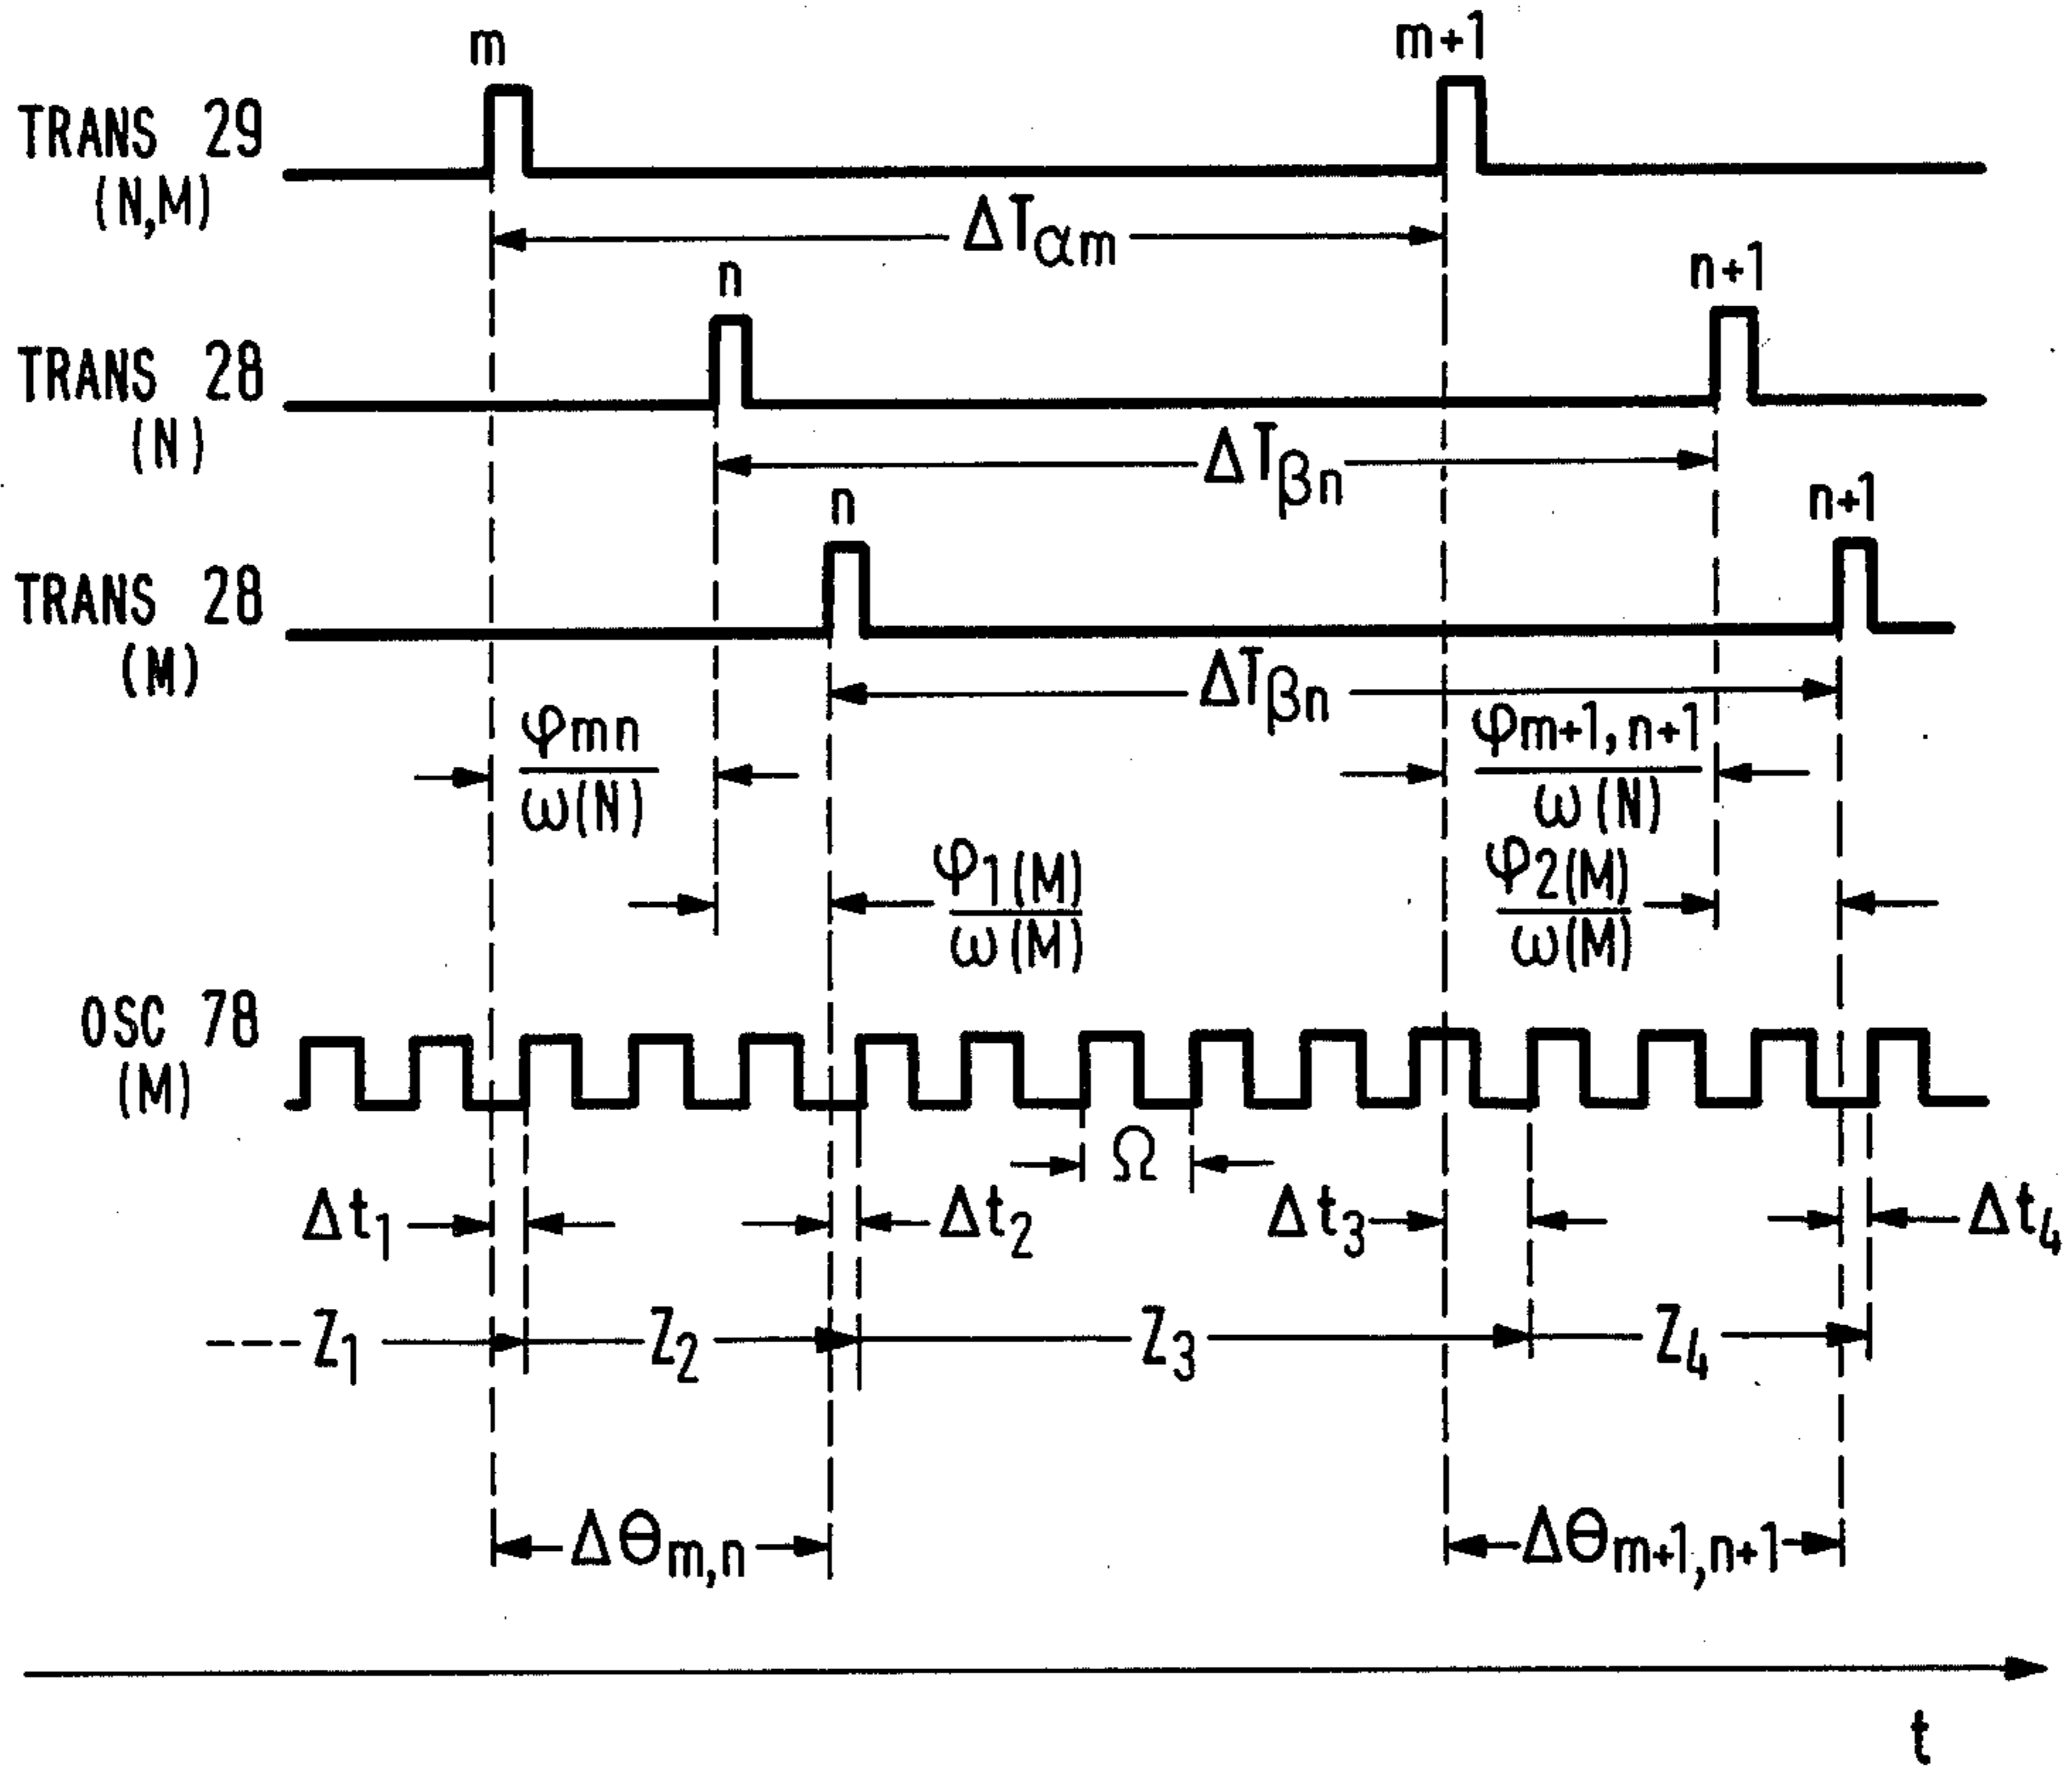 m
m+1
TRANS 29
(N,M)
ΔTαm
n
n+1
TRANS 28
(N)
ΔTβn
n
n+1
TRANS 28
(M)
ΔTβn
φmn
ω(N)
φm+1,n+1
ω(N)
φ1(M)
ω(M)
φ2(M)
ω(M)
OSC 78
(M)
Ω
Δt1
Δt2
Δt3
Δt4
Z1
Z2
Z3
Z4
Δθm,n
Δθm+1,n+1
t